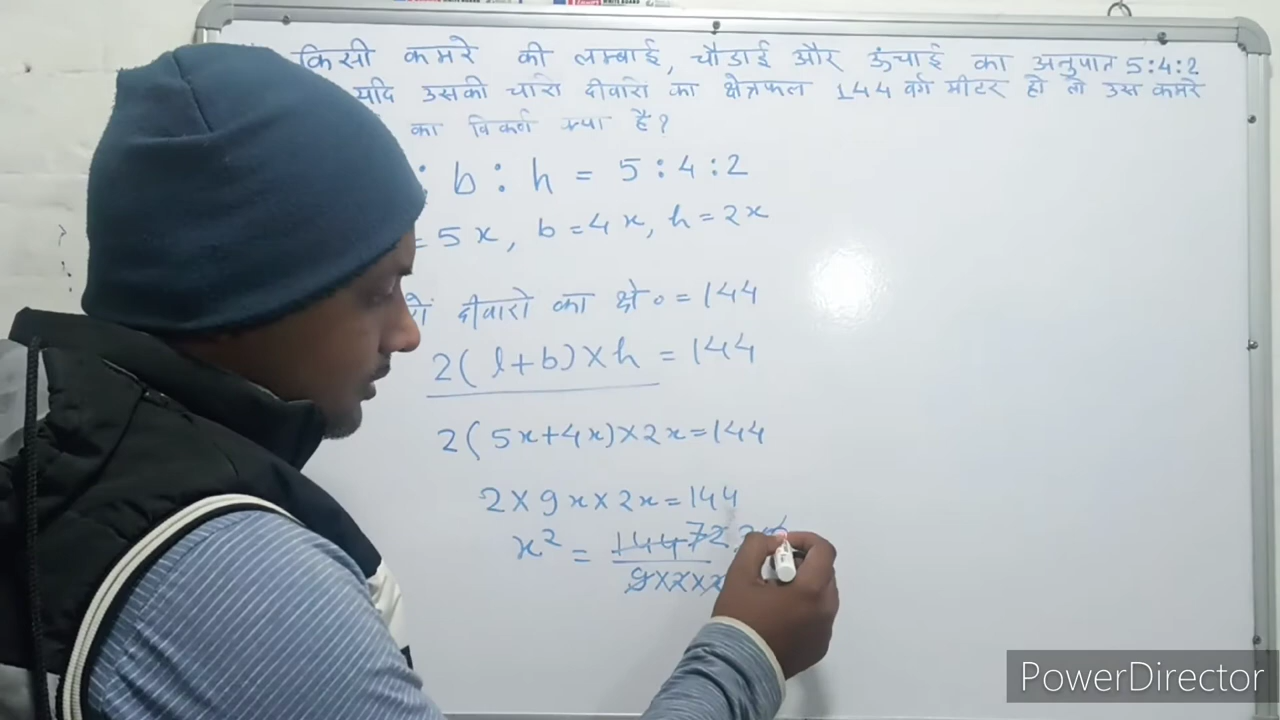 किसी कमरे की लम्बाई, चौडाई और ऊंचाई का अनुपात 5:4:2
यदि उसकी चारो दीवारो का क्षेत्रफल 144 वर्ग मीटर हो तो उस कमरे
का विकर्ण क्या है?
: b : h = 5 : 4 : 2
= 5x, b = 4x, h = 2x
दीवारो का क्षे० = 144
2( l + b) × h = 144
2( 5x+4x) × 2x = 144
2 × 9x × 2x = 144
x² = 144 72
9×2×2
PowerDirector